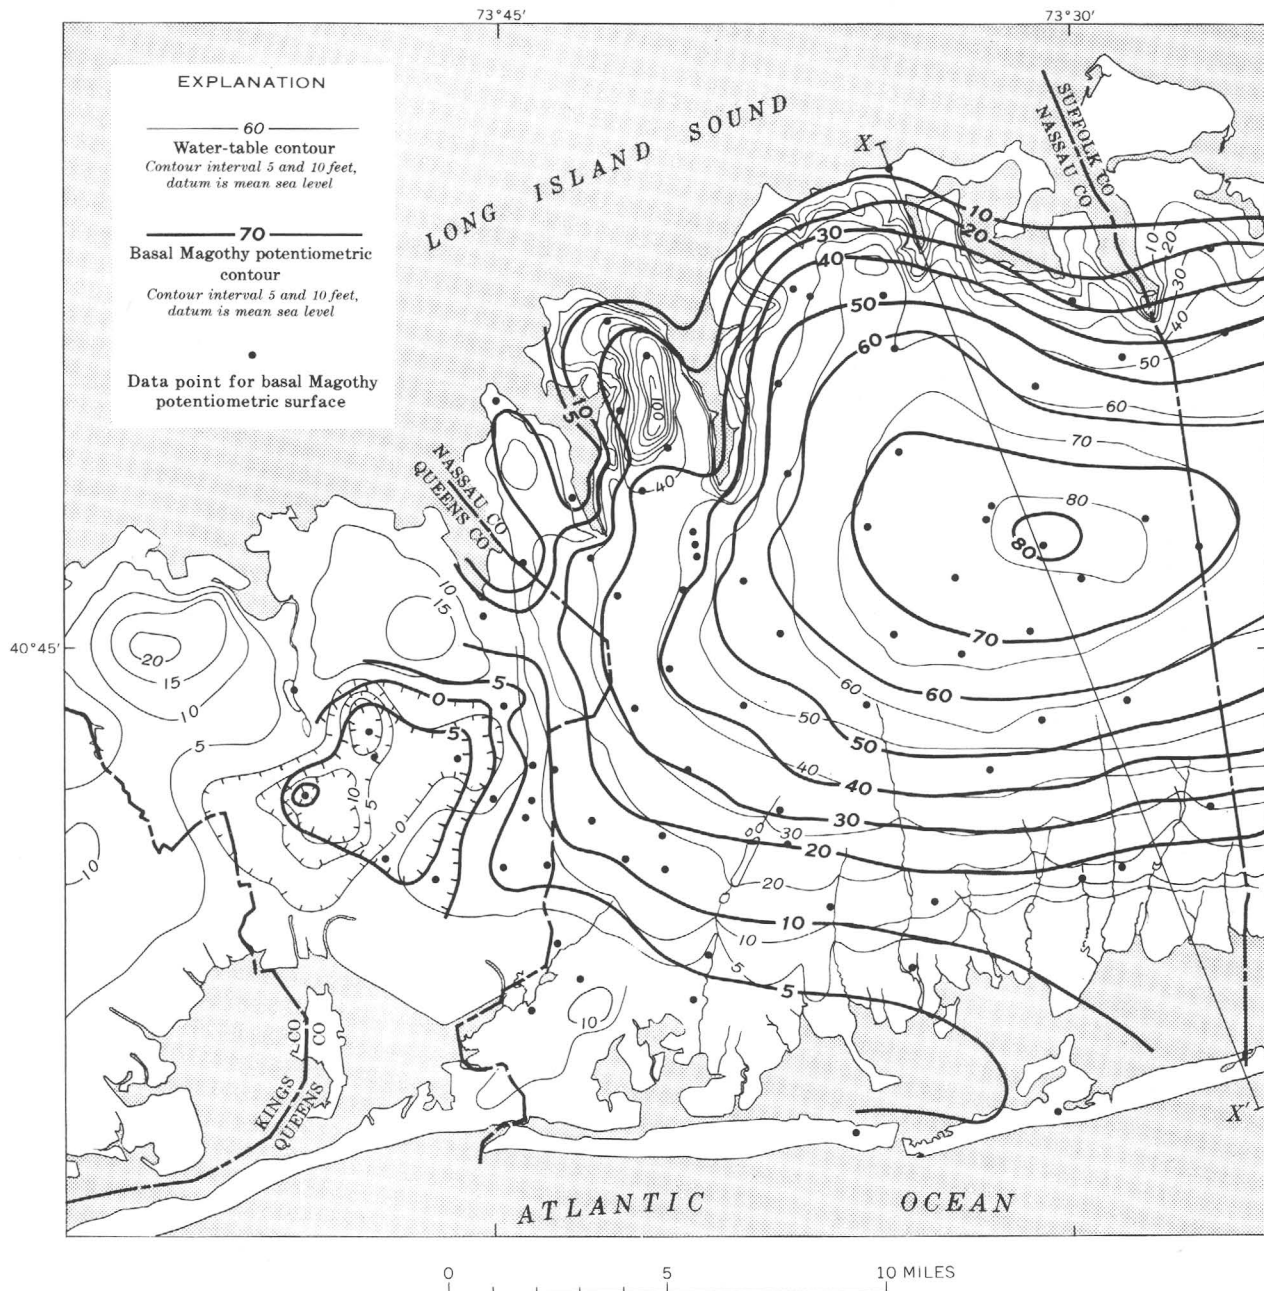 73°45′
73°30′
EXPLANATION
60
Water-table contour
Contour interval 5 and 10 feet,
datum is mean sea level
70
Basal Magothy potentiometric
contour
Contour interval 5 and 10 feet,
datum is mean sea level
Data point for basal Magothy
potentiometric surface
LONG ISLAND SOUND
X
SUFFOLK CO
NASSAU CO
10
20
30
40
10
20
30
40
50
50
60
60
10
5
100
70
40
80
80
NASSAU CO
QUEENS CO
10
15
40°45′
20
15
10
5
70
60
60
5
0
5
50
50
40
40
10
5
0
30
30
20
10
20
10
10
5
5
10
CO
CO
KINGS
QUEENS
X′
ATLANTIC OCEAN
0 5 10 MILES